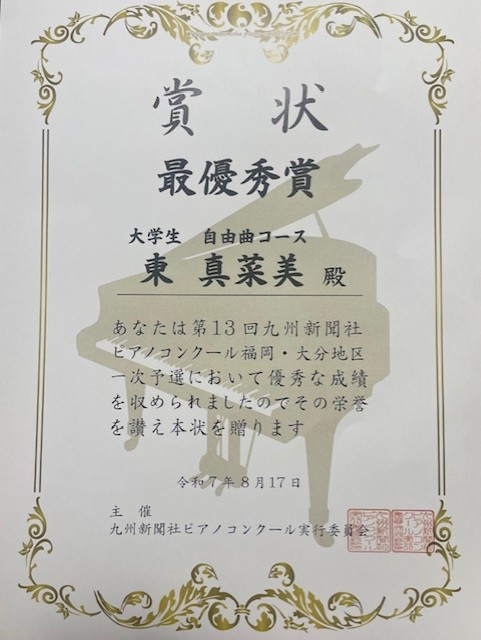 賞 状
最優秀賞
大学生 自由曲コース
東 真菜美 殿
あなたは第13回九州新聞社
ピアノコンクール福岡・大分地区
一次予選において優秀な成績
を収められましたのでその栄誉
を讃え本状を贈ります
令和7年8月17日
主 催
九州新聞社ピアノコンクール実行委員会